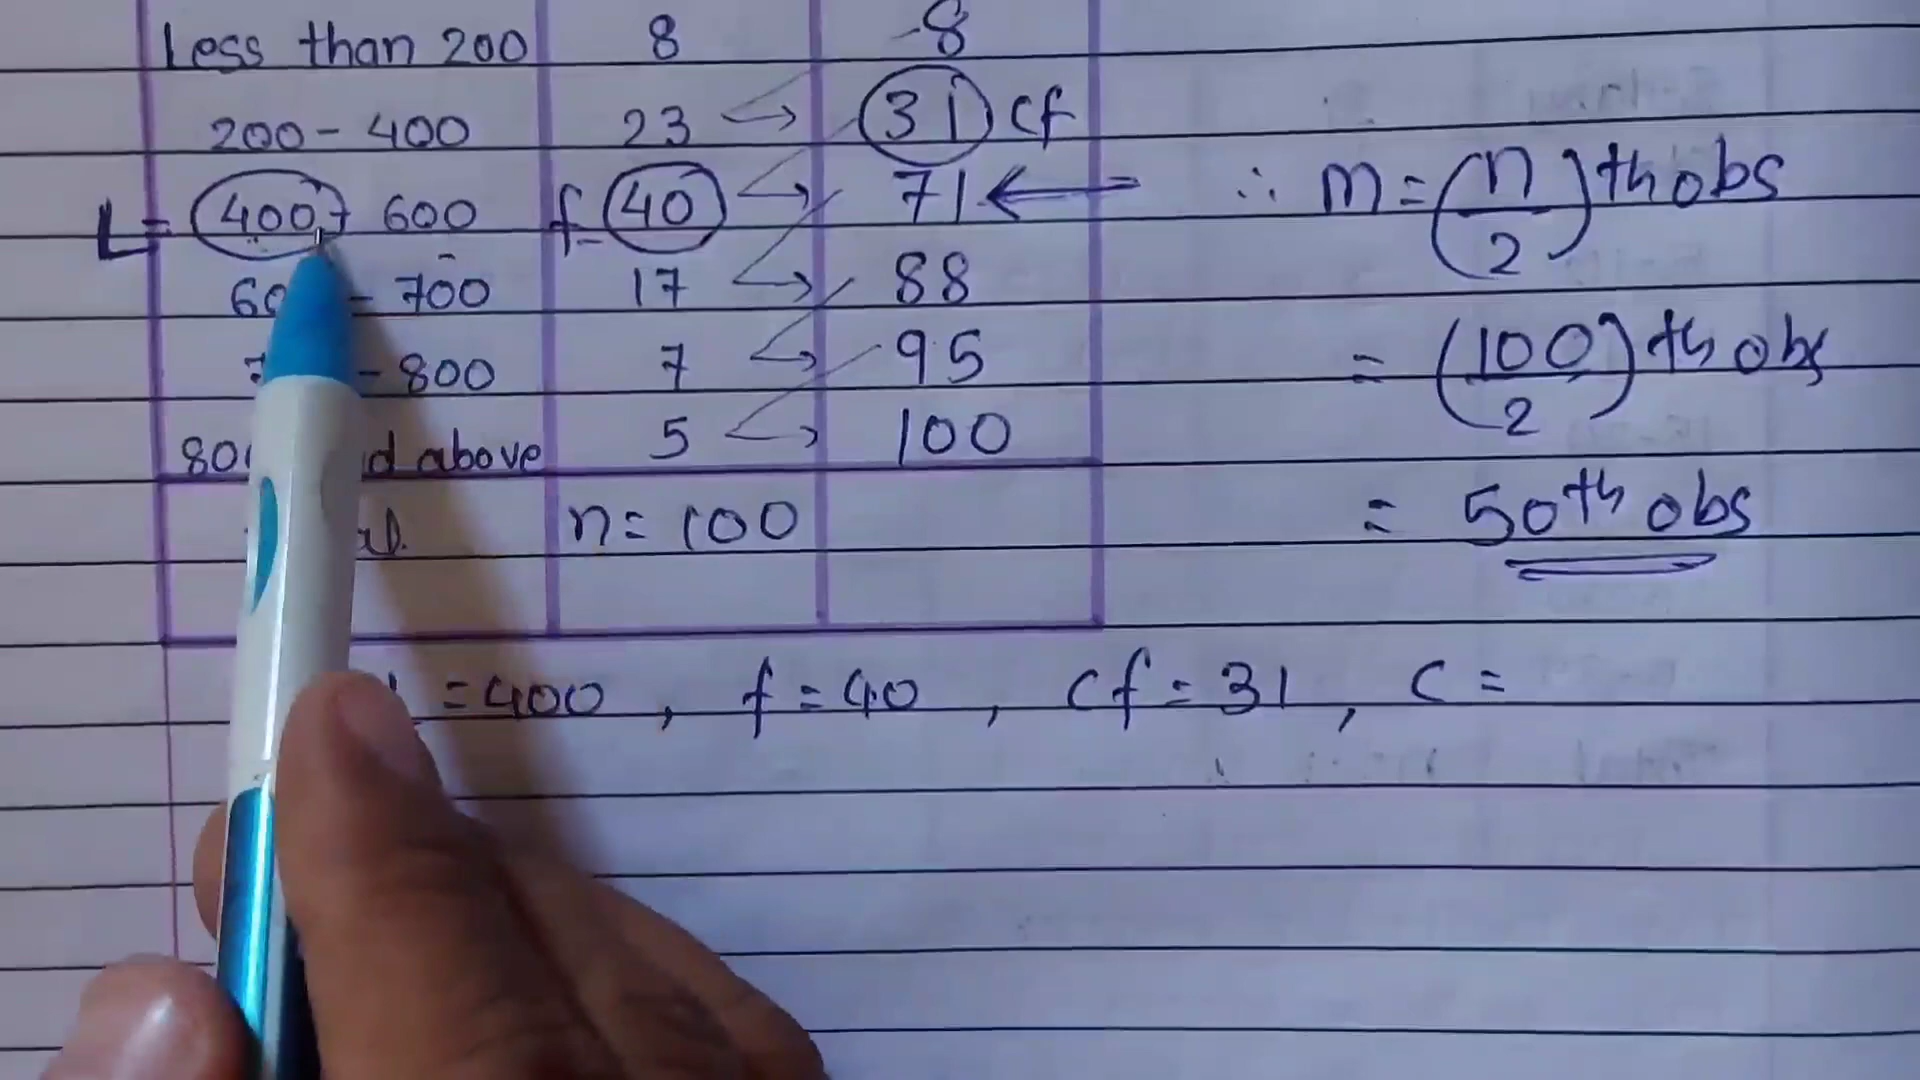 Less than 200 8 8
200 - 400 23 31 cf
L = 400 - 600 f = 40 71 ∴ M = (n/2)th obs
- 700 17 88
- 800 7 95 = (100/2)th obs
above 5 100
n = 100 = 50th obs
= 400 , f = 40 , cf = 31 , c =